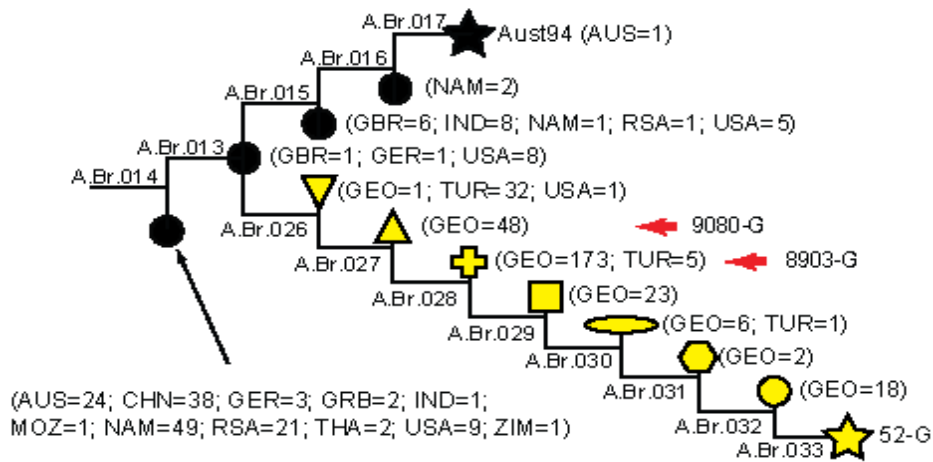 A.Br.017
Aust94 (AUS=1)
A.Br.016
(NAM=2)
A.Br.015
(GBR=6; IND=8; NAM=1; RSA=1; USA=5)
A.Br.013
(GBR=1; GER=1; USA=8)
A.Br.014
(GEO=1; TUR=32; USA=1)
A.Br.026
(GEO=48)
9080-G
A.Br.027
(GEO=173; TUR=5)
8903-G
A.Br.028
(GEO=23)
A.Br.029
(GEO=6; TUR=1)
A.Br.030
(GEO=2)
A.Br.031
(GEO=18)
A.Br.032
52-G
A.Br.033
(AUS=24; CHN=38; GER=3; GRB=2; IND=1;
MOZ=1; NAM=49; RSA=21; THA=2; USA=9; ZIM=1)